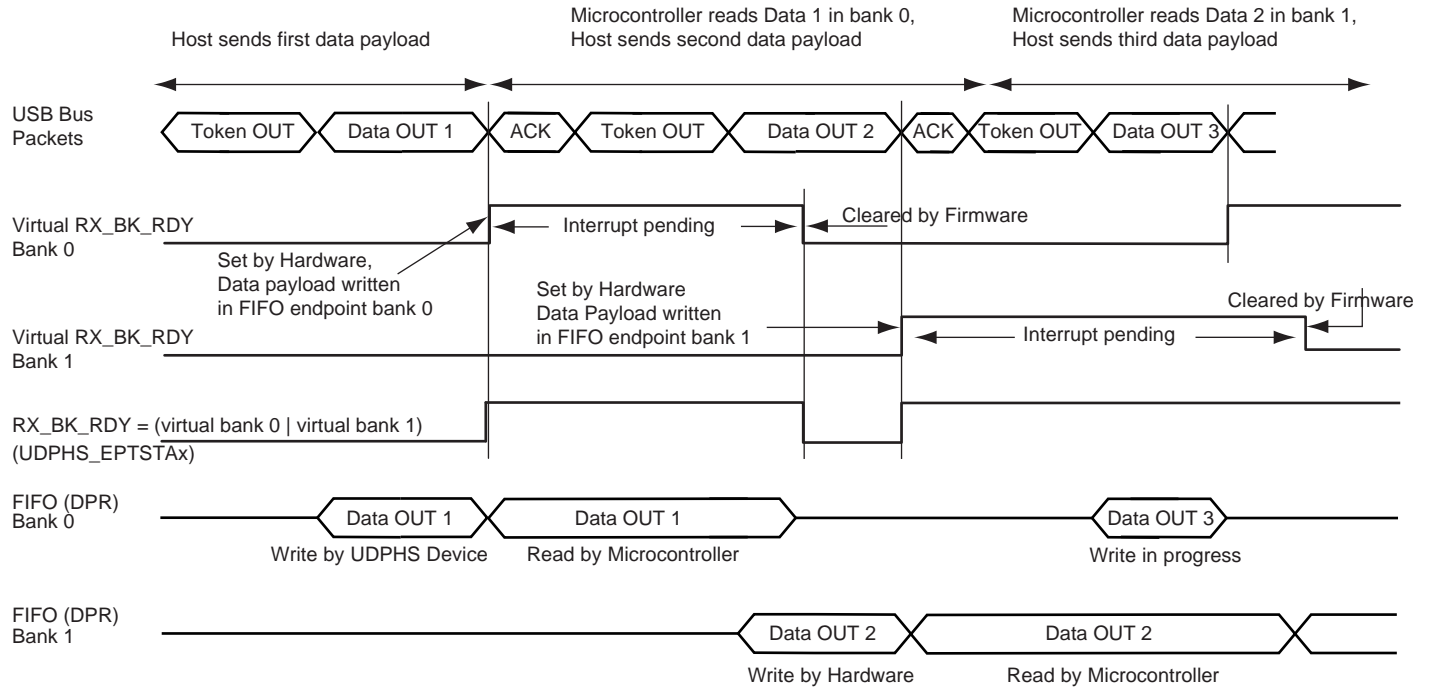 Host sends first data payload
Microcontroller reads Data 1 in bank 0,
Host sends second data payload
Microcontroller reads Data 2 in bank 1,
Host sends third data payload
USB Bus
Packets
Token OUT
Data OUT 1
ACK
Token OUT
Data OUT 2
ACK
Token OUT
Data OUT 3
Virtual RX_BK_RDY
Bank 0
Interrupt pending
Cleared by Firmware
Set by Hardware,
Data payload written
in FIFO endpoint bank 0
Set by Hardware
Data Payload written
in FIFO endpoint bank 1
Cleared by Firmware
Virtual RX_BK_RDY
Bank 1
Interrupt pending
RX_BK_RDY = (virtual bank 0 | virtual bank 1)
(UDPHS_EPTSTAx)
FIFO (DPR)
Bank 0
Data OUT 1
Data OUT 1
Data OUT 3
Write by UDPHS Device
Read by Microcontroller
Write in progress
FIFO (DPR)
Bank 1
Data OUT 2
Data OUT 2
Write by Hardware
Read by Microcontroller